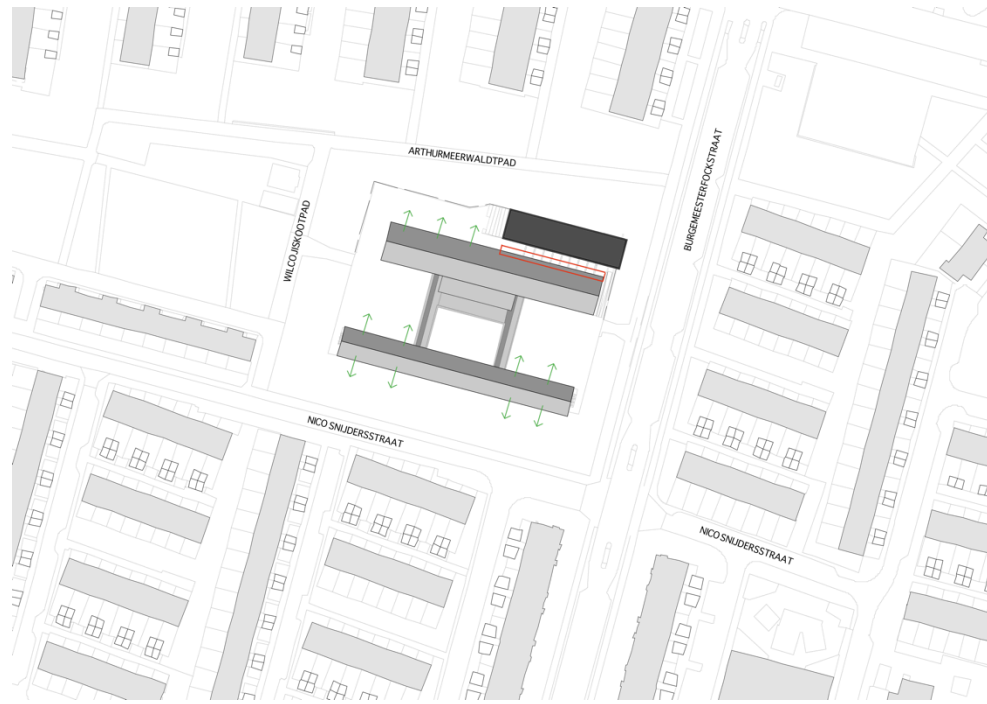 ARTHURMEERWALDTPAD
BURGEMEESTERFOCKSTRAAT
WILCOJISKOOTPAD
NICO SNIJDERSSTRAAT
NICO SNIJDERSSTRAAT